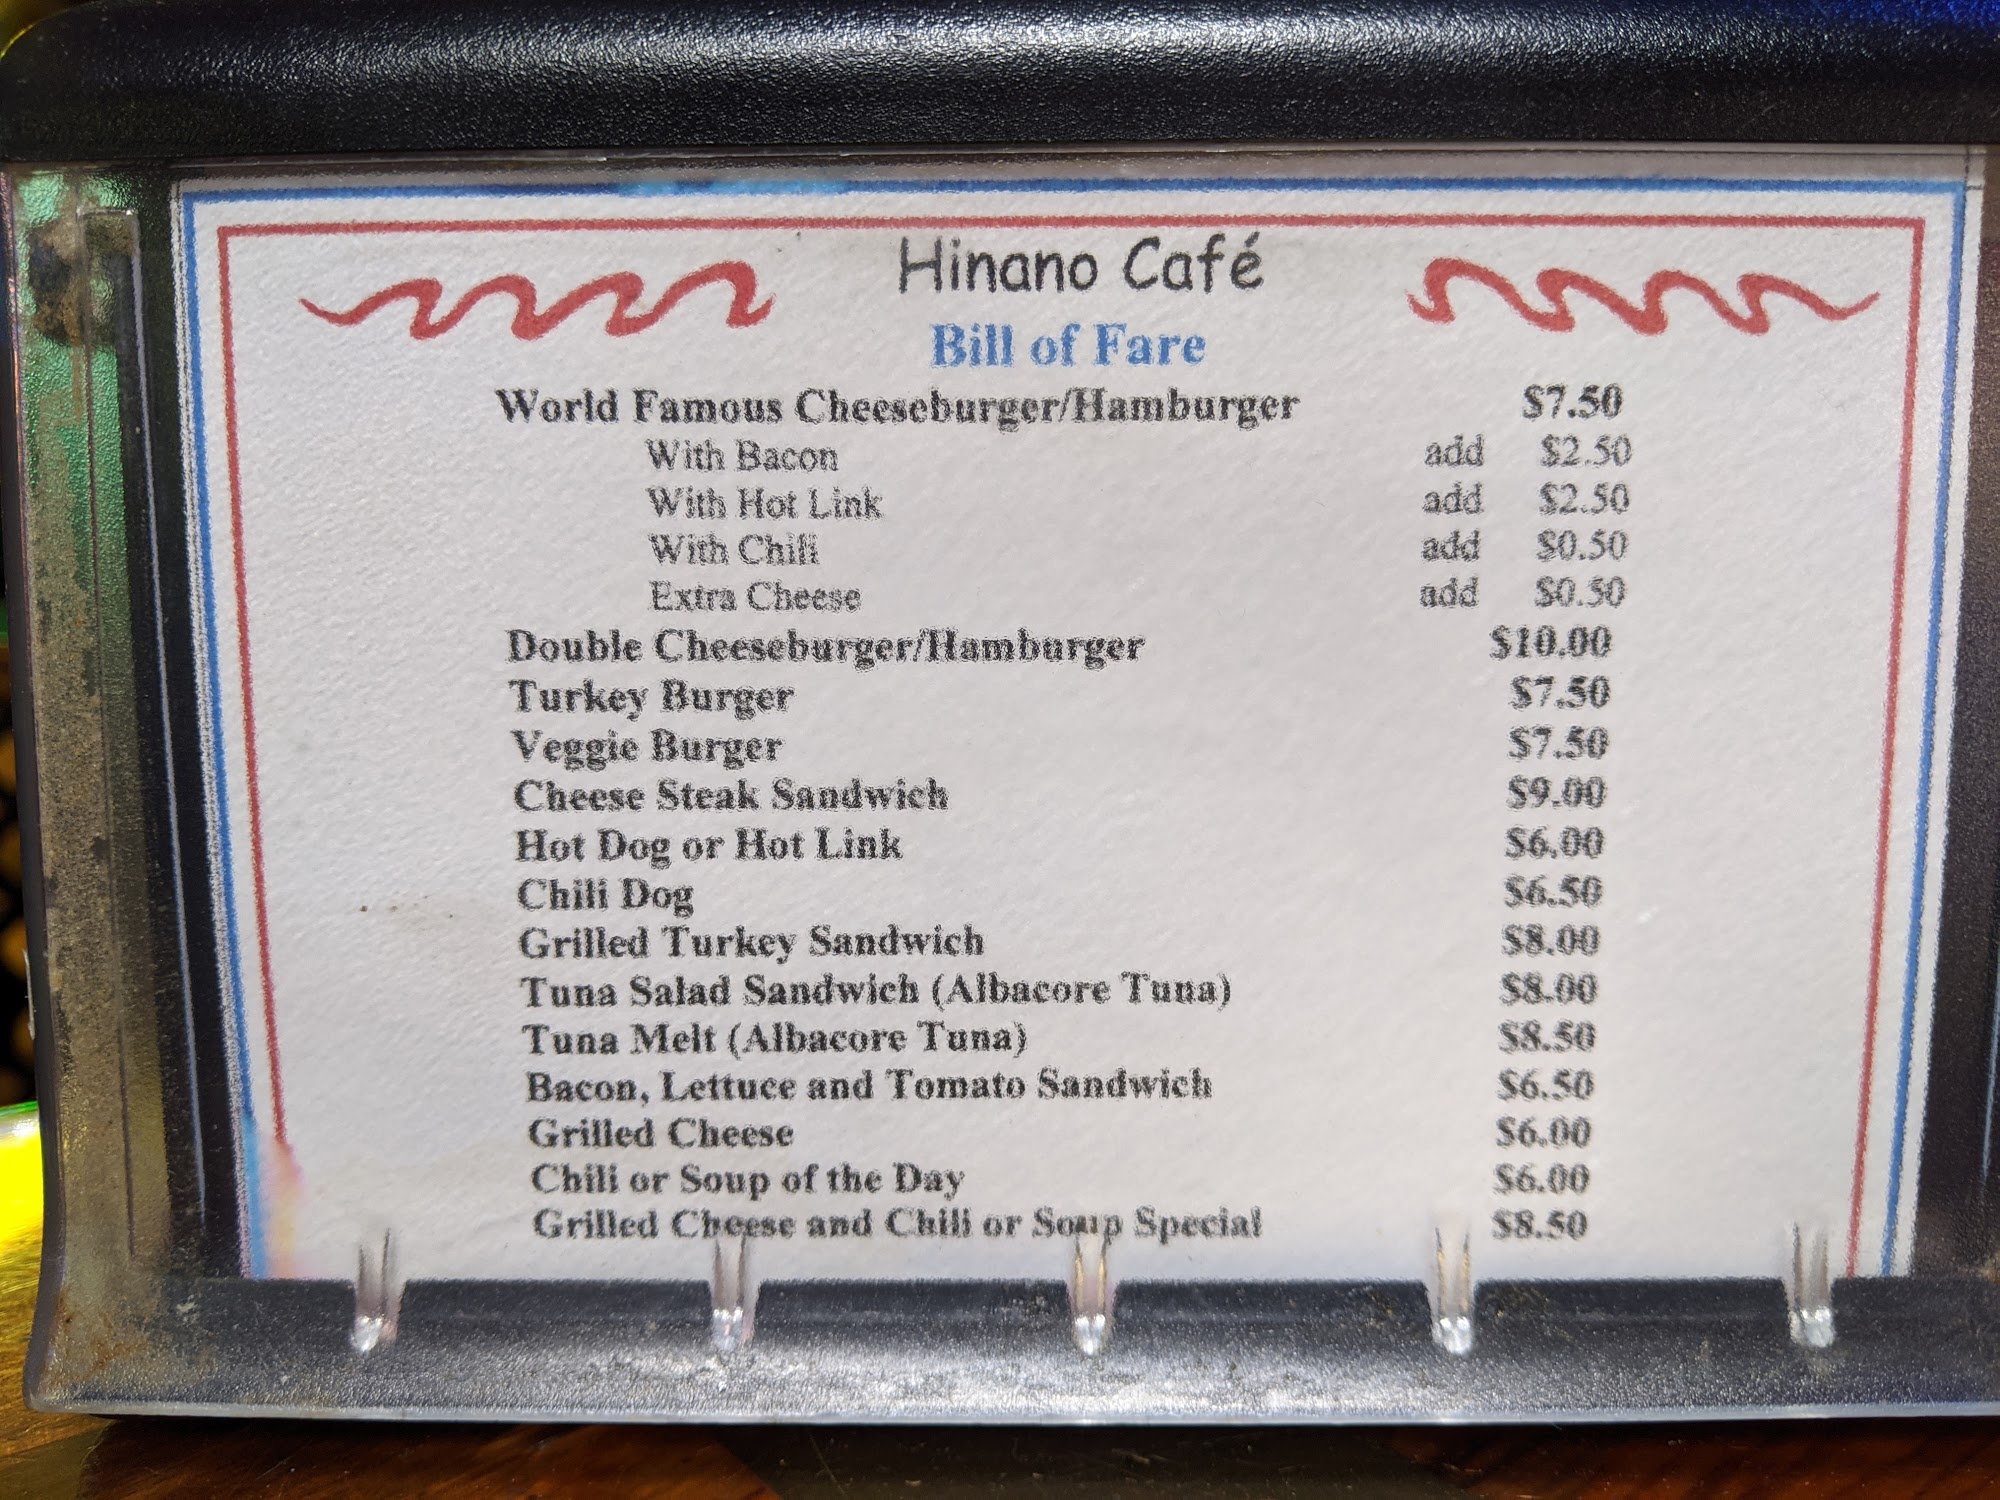 Hinano Café
Bill of Fare
World Famous Cheeseburger/Hamburger $7.50
With Bacon add $2.50
With Hot Link add $2.50
With Chili add $0.50
Extra Cheese add $0.50
Double Cheeseburger/Hamburger $10.00
Turkey Burger $7.50
Veggie Burger $7.50
Cheese Steak Sandwich $9.00
Hot Dog or Hot Link $6.00
Chili Dog $6.50
Grilled Turkey Sandwich $8.00
Tuna Salad Sandwich (Albacore Tuna) $8.00
Tuna Melt (Albacore Tuna) $8.50
Bacon, Lettuce and Tomato Sandwich $6.50
Grilled Cheese $6.00
Chili or Soup of the Day $6.00
Grilled Cheese and Chili or Soup Special $8.50